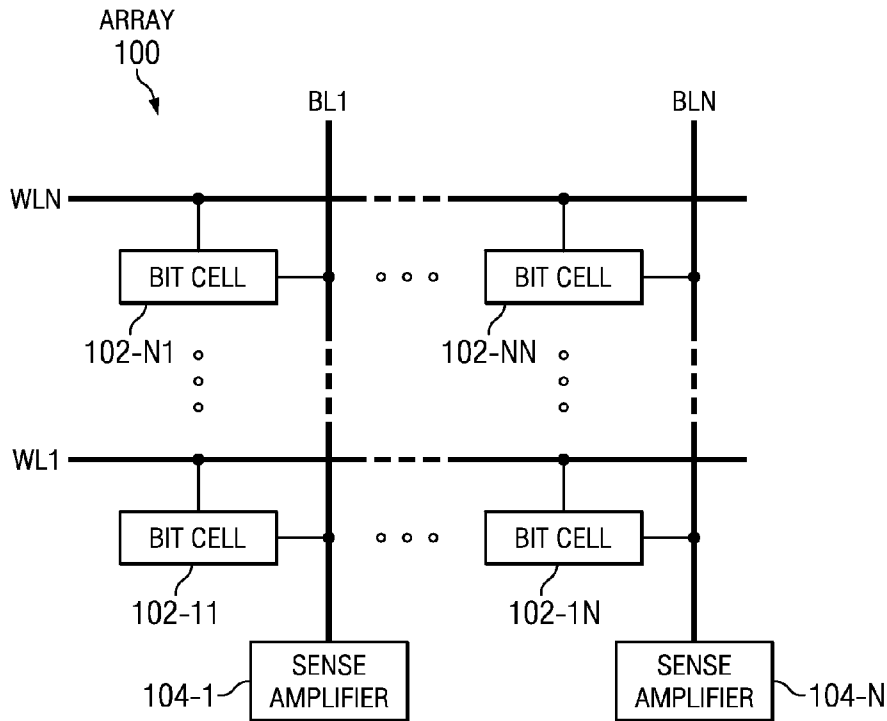 ARRAY
100
BL1
BLN
WLN
BIT CELL
BIT CELL
102-N1
102-NN
WL1
BIT CELL
BIT CELL
102-11
102-1N
104-1
SENSE
AMPLIFIER
SENSE
AMPLIFIER
104-N